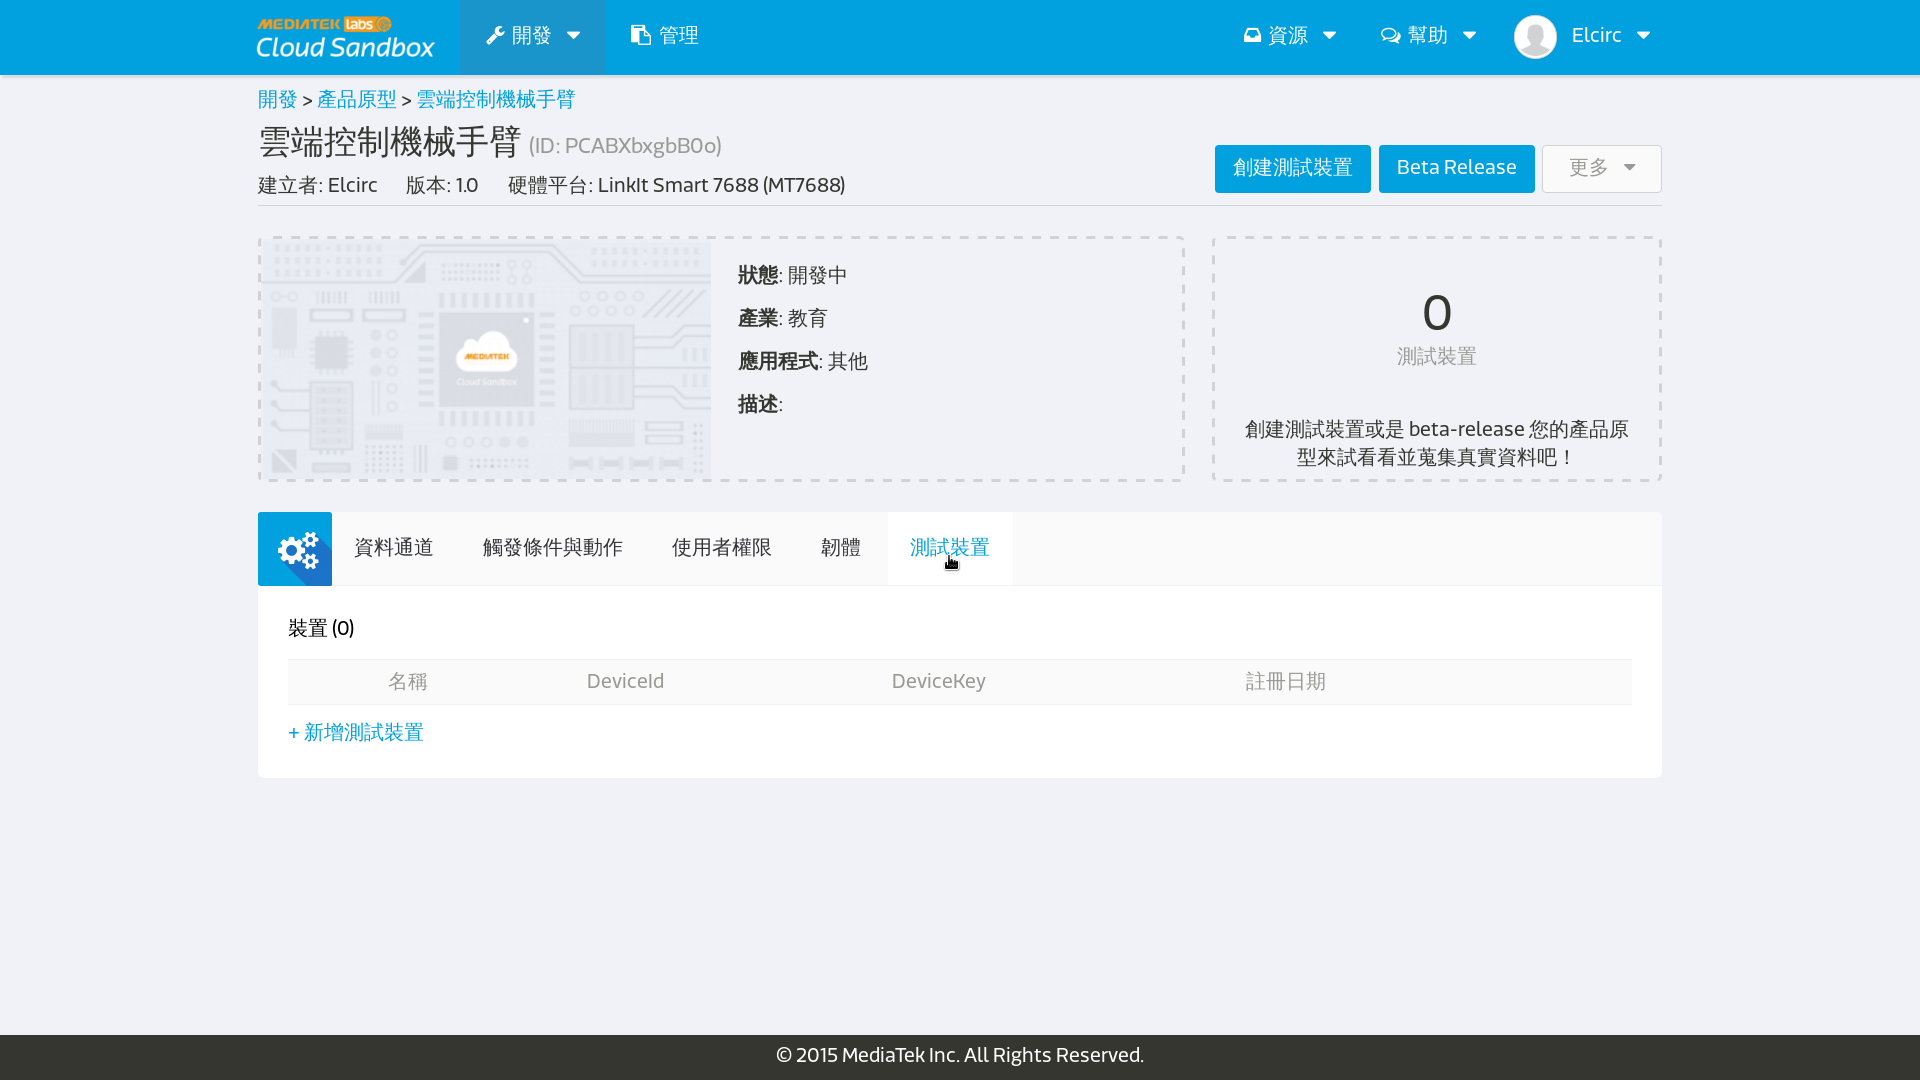 MEDIATEK labs
Cloud Sandbox
開發
管理
資源
幫助
Elcirc
開發 > 產品原型 > 雲端控制機械手臂
雲端控制機械手臂 (ID: PCABXbxgbB0o)
建立者: Elcirc 版本: 1.0 硬體平台: LinkIt Smart 7688 (MT7688)
創建測試裝置
Beta Release
更多
MEDIATEK
Cloud Sandbox
狀態: 開發中
產業: 教育
應用程式: 其他
描述:
0
測試裝置
創建測試裝置或是 beta-release 您的產品原
型來試看看並蒐集真實資料吧！
資料通道 觸發條件與動作 使用者權限 韌體 測試裝置
裝置 (0)
名稱 DeviceId DeviceKey 註冊日期
+ 新增測試裝置
© 2015 MediaTek Inc. All Rights Reserved.